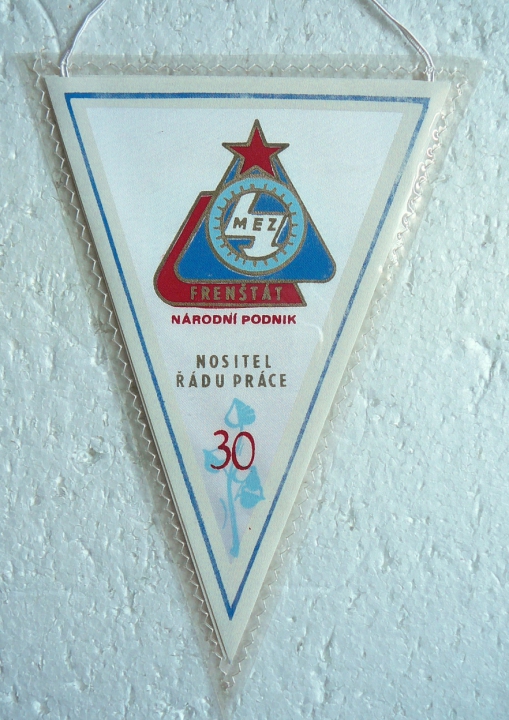 MEZ
FRENŠTÁT
NÁRODNÍ PODNIK
NOSITEL
ŘÁDU PRÁCE
30